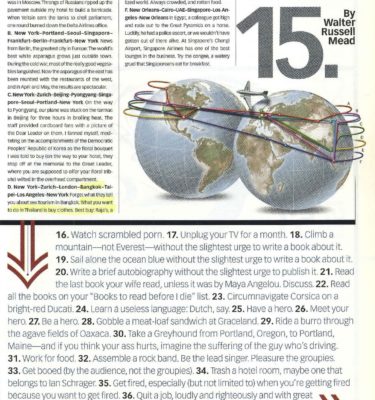 was in Moscow. Throngs of Russians ripped up the
pavement outside my hotel to build a barricade.
When Yeltsin sent the tanks to shell parliament,
one round burned down the Delta Airlines office.
B. New York–Portland–Seoul–Singapore–
Frankfurt–Berlin–Frankfurt–New York News
from Berlin, the greatest city in Europe: The world's
best white asparagus grows just outside town.
During the cold war, most of the really good vegeta-
bles languished. Now the asparagus of the east has
been reunited with the restaurants of the west,
and in April and May, the results are spectacular.
C. New York–Zurich–Beijing–Pyongyang–Singa-
pore–Seoul–Portland–New York On the way
to Pyongyang, our plane was stuck on the tarmac
in Beijing for three hours in broiling heat. The
staff provided cardboard fans with a picture of
the Dear Leader on them. I fanned myself, medi-
tating on the accomplishments of the Democratic
Peoples' Republic of Korea as the floral bouquet
I was told to buy (on the way to your hotel, they
stop off at the memorial to the Great Leader,
where you are supposed to offer your floral trib-
ute) wilted in the overhead compartment.
D. New York–Zurich–London–Bangkok–Tai-
pei–Los Angeles–New York Forget what they tell
you about sex tourism in Bangkok. What you want
to do in Thailand is buy clothes. Best buy: Raja's, a
ized world. Always crowded, and rotten food.
F. New Orleans–Cairo–UAE–Singapore–Los An-
geles–New Orleans In Egypt, a colleague got tipsy
and rode out to the Great Pyramids on a horse.
Luckily, he had a police escort, or we wouldn't have
gotten out of there alive. At Singapore's Changi
Airport, Singapore Airlines has one of the best
lounges in the business. Try the congee, a watery
gruel that Singaporeans eat for breakfast.
15.
By
Walter
Russell
Mead
16. Watch scrambled porn. 17. Unplug your TV for a month. 18. Climb a
mountain—not Everest—without the slightest urge to write a book about it.
19. Sail alone the ocean blue without the slightest urge to write a book about it.
20. Write a brief autobiography without the slightest urge to publish it. 21. Read
the last book your wife read, unless it was by Maya Angelou. Discuss. 22. Read
all the books on your "Books to read before I die" list. 23. Circumnavigate Corsica on a
bright-red Ducati. 24. Learn a useless language: Dutch, say. 25. Have a hero. 26. Meet your
hero. 27. Be a hero. 28. Gobble a meat-loaf sandwich at Graceland. 29. Ride a burro through
the agave fields of Oaxaca. 30. Take a Greyhound from Portland, Oregon, to Portland,
Maine—and if you think your ass hurts, imagine the suffering of the guy who's driving.
31. Work for food. 32. Assemble a rock band. Be the lead singer. Pleasure the groupies.
33. Get booed (by the audience, not the groupies). 34. Trash a hotel room, maybe one that
belongs to Ian Schrager. 35. Get fired, especially (but not limited to) when you're getting fired
because you want to get fired. 36. Quit a job, loudly and righteously and with great